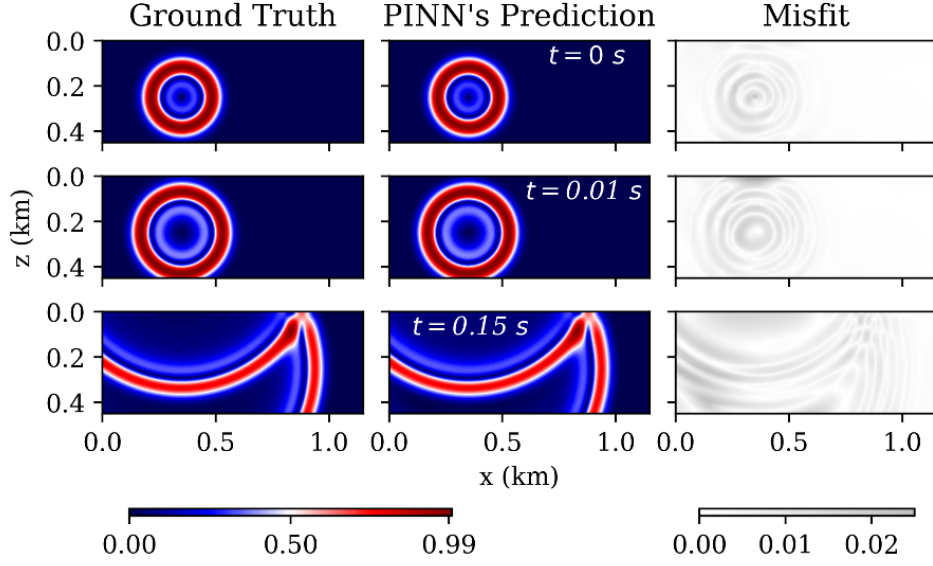 Ground Truth PINN's Prediction Misfit
0.0
0.2
0.4
t = 0 s
0.0
0.2
0.4
t = 0.01 s
z (km)
0.0
0.2
0.4
t = 0.15 s
0.0 0.5 1.0 0.0 0.5 1.0 0.0 0.5 1.0
x (km)
0.00 0.50 0.99 0.00 0.01 0.02